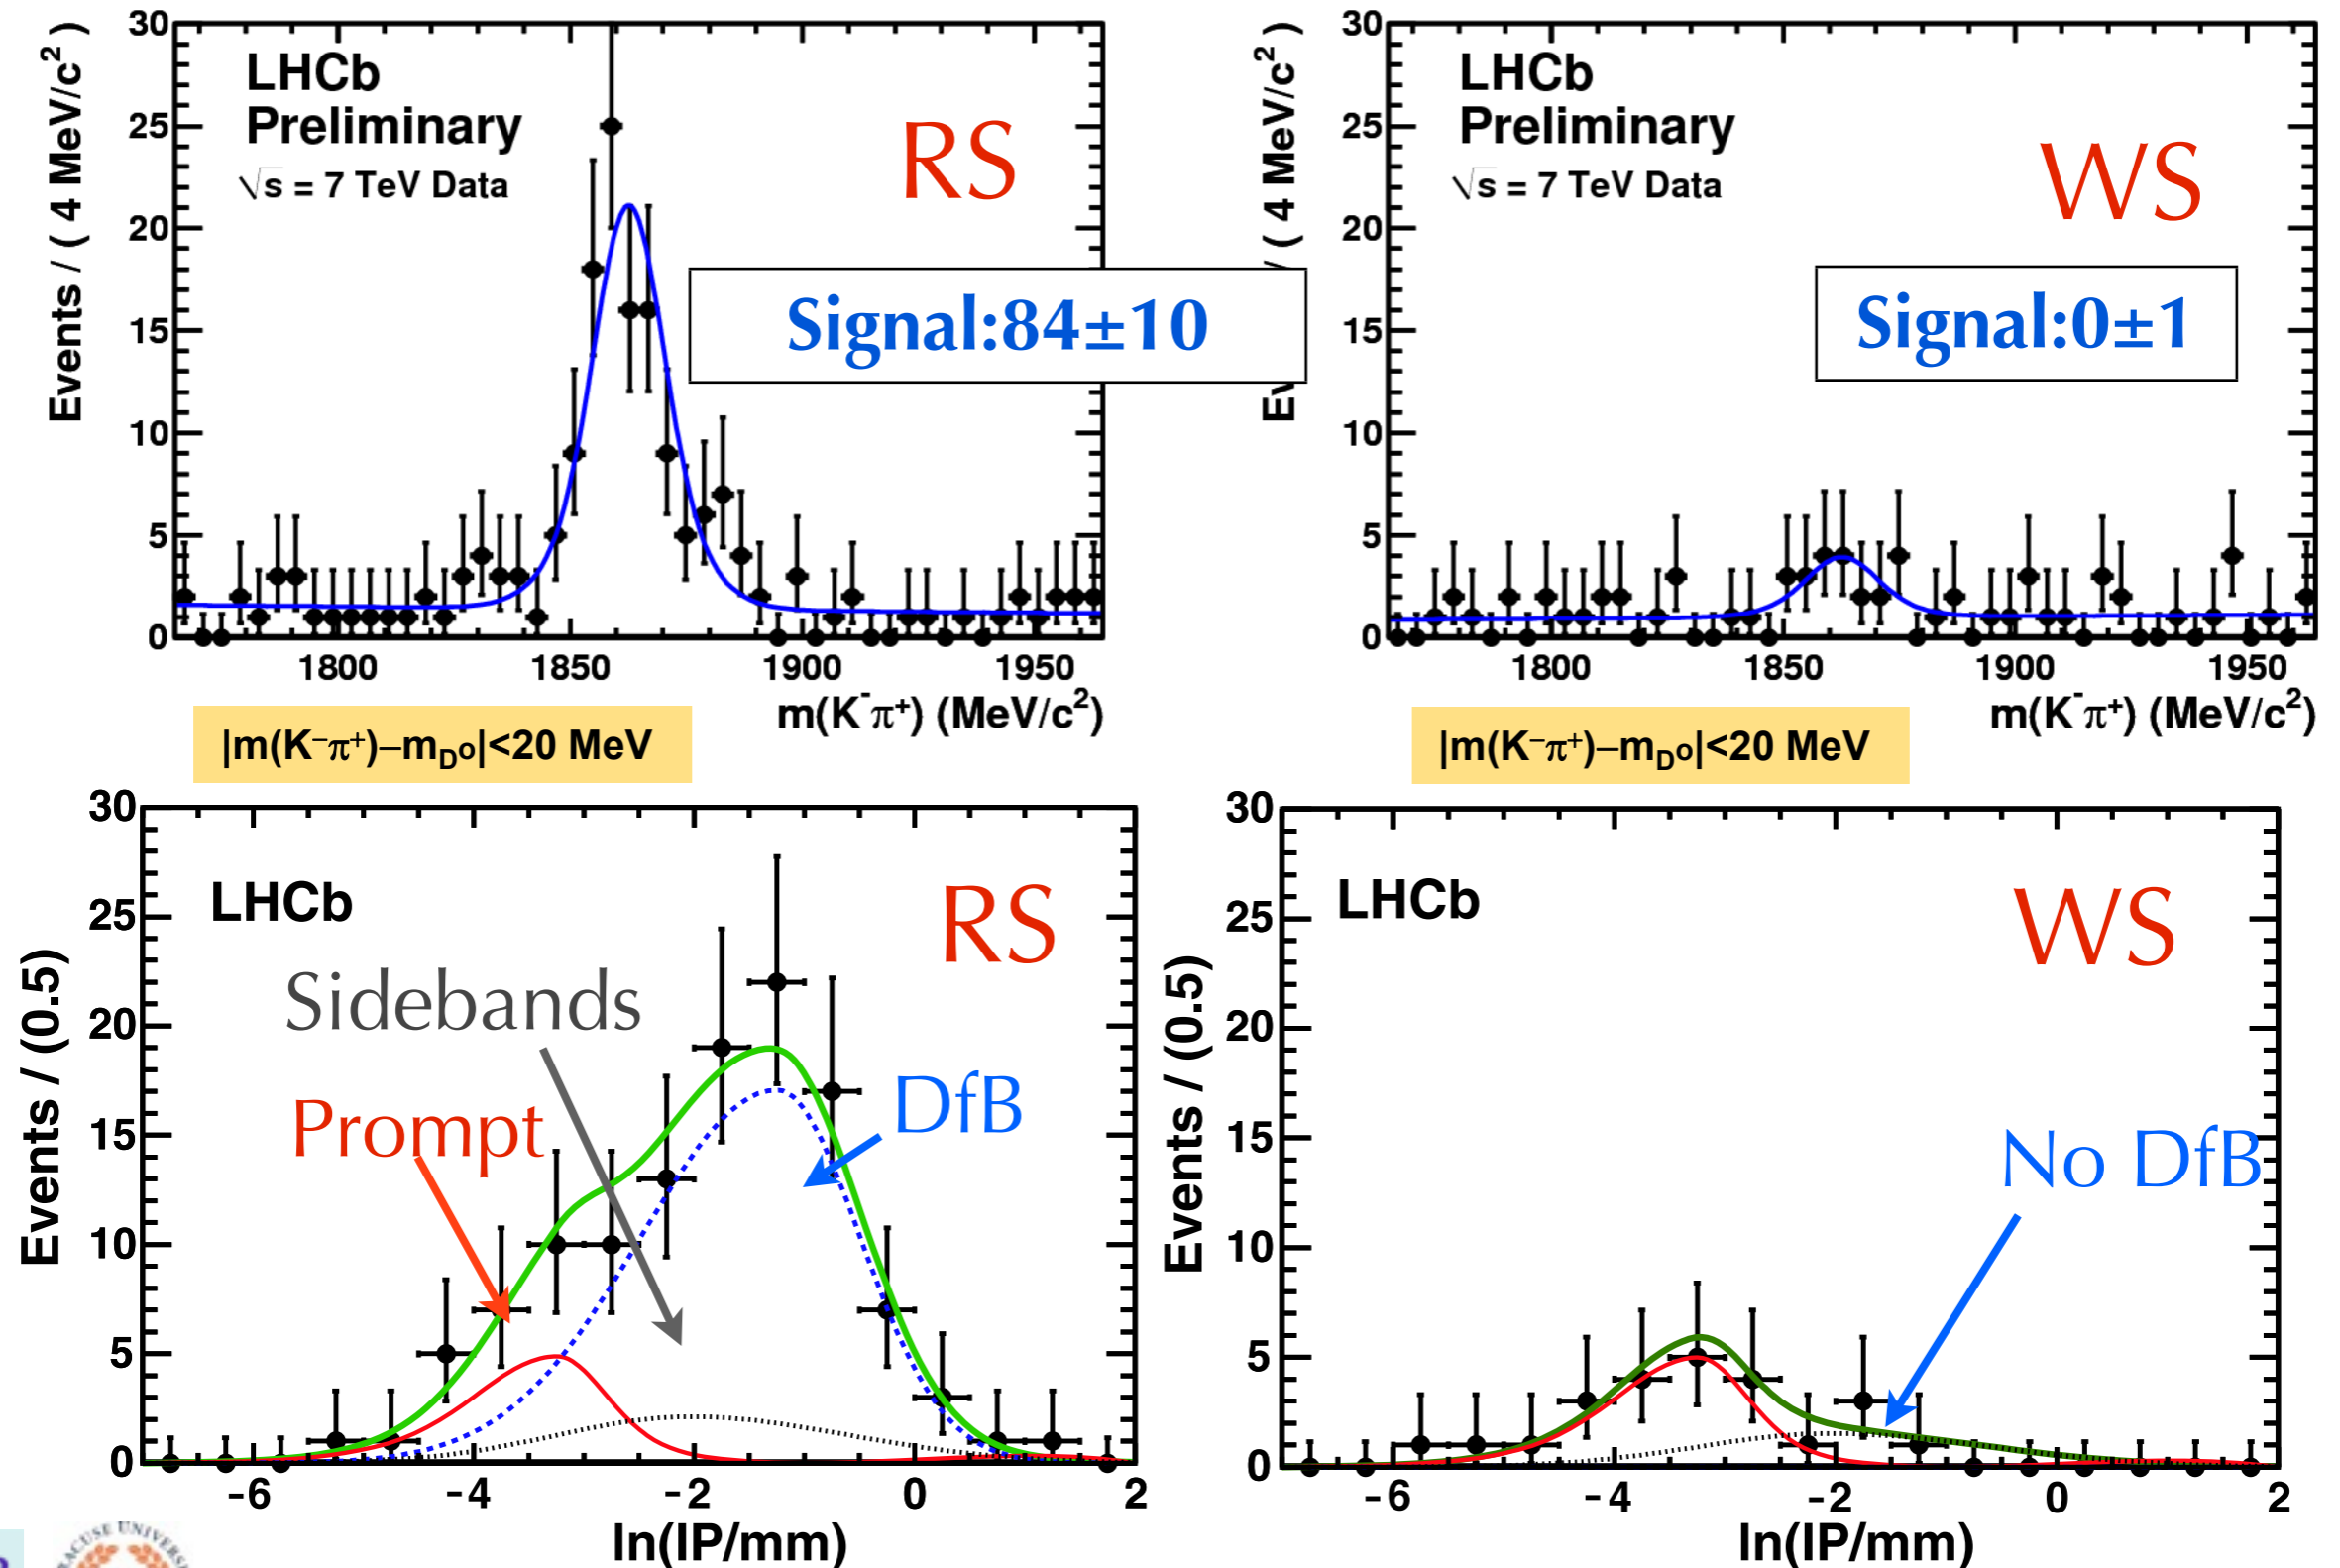 30
25
20
15
10
5
0
Events / ( 4 MeV/c²)
LHCb
Preliminary
√s = 7 TeV Data
RS
Signal:84±10
1800 1850 1900 1950
m(K⁻π⁺) (MeV/c²)
30
25
20
15
10
5
0
/ ( 4 MeV/c²)
LHCb
Preliminary
√s = 7 TeV Data
WS
Signal:0±1
1800 1850 1900 1950
m(K⁻π⁺) (MeV/c²)
|m(K⁻π⁺)–m_D⁰|<20 MeV
|m(K⁻π⁺)–m_D⁰|<20 MeV
30
25
20
15
10
5
0
Events / (0.5)
LHCb
RS
Sidebands
Prompt
DfB
-6 -4 -2 0 2
ln(IP/mm)
30
25
20
15
10
5
0
Events / (0.5)
LHCb
WS
No DfB
-6 -4 -2 0 2
ln(IP/mm)